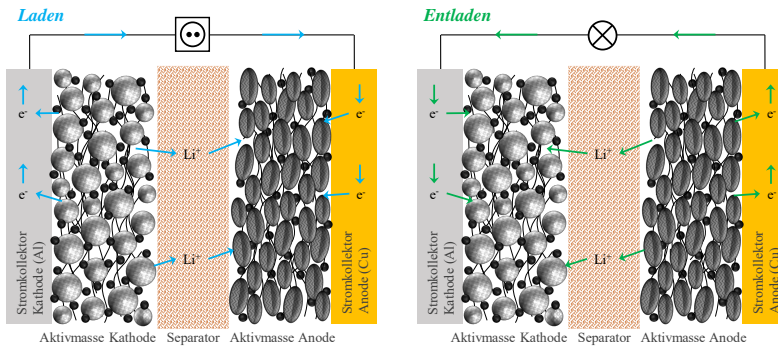 Laden
e-
e-
Li+
Li+
e-
e-
Stromkollektor
Kathode (Al)
Stromkollektor
Anode (Cu)
Aktivmasse Kathode
Separator
Aktivmasse Anode
Entladen
e-
e-
Li+
Li+
e-
e-
Stromkollektor
Kathode (Al)
Stromkollektor
Anode (Cu)
Aktivmasse Kathode
Separator
Aktivmasse Anode